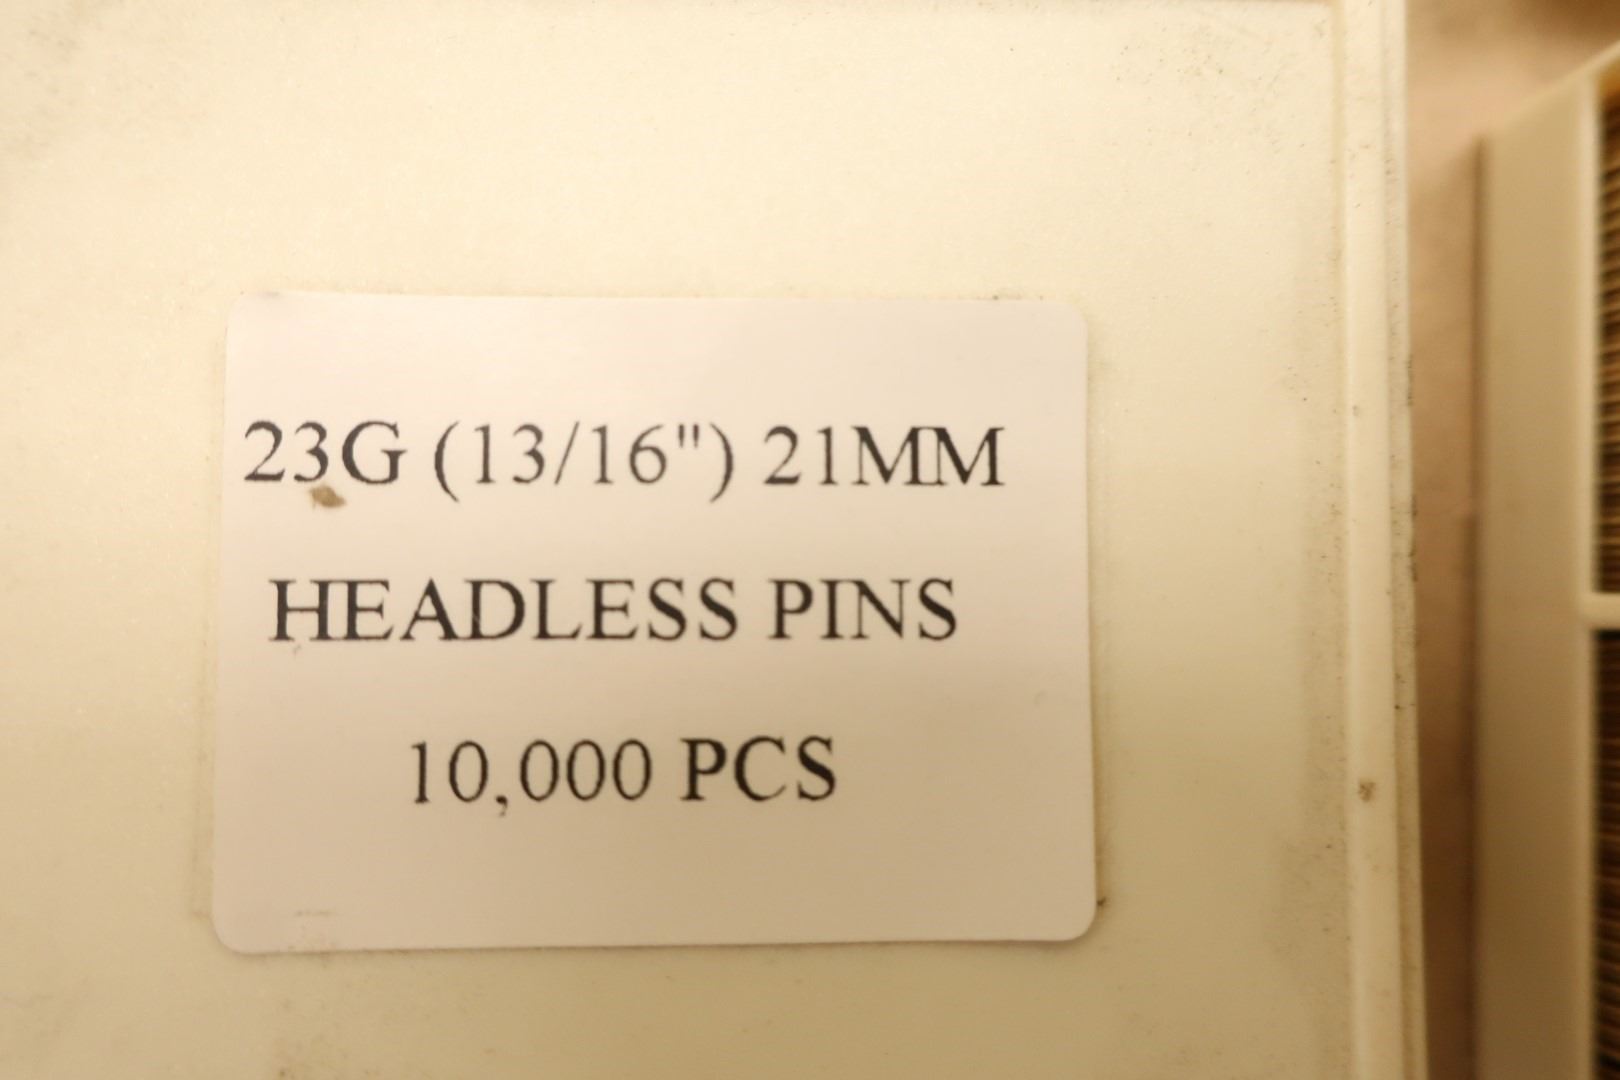 23G (13/16") 21MM
HEADLESS PINS
10,000 PCS